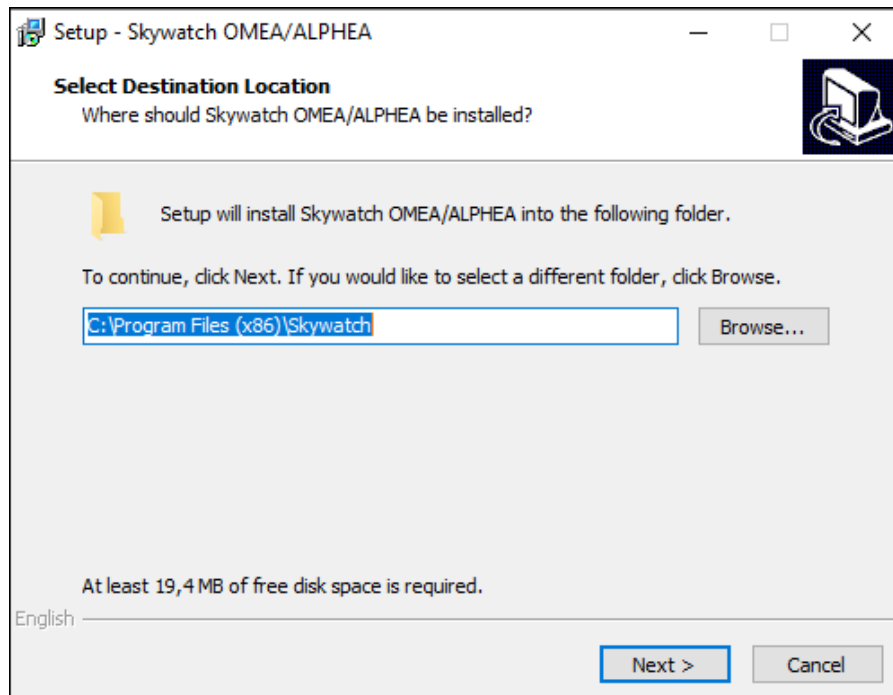 Setup - Skywatch OMEA/ALPHEA
Select Destination Location
Where should Skywatch OMEA/ALPHEA be installed?
Setup will install Skywatch OMEA/ALPHEA into the following folder.
To continue, click Next. If you would like to select a different folder, click Browse.
C:\Program Files (x86)\Skywatch
Browse...
At least 19,4 MB of free disk space is required.
English
Next >
Cancel